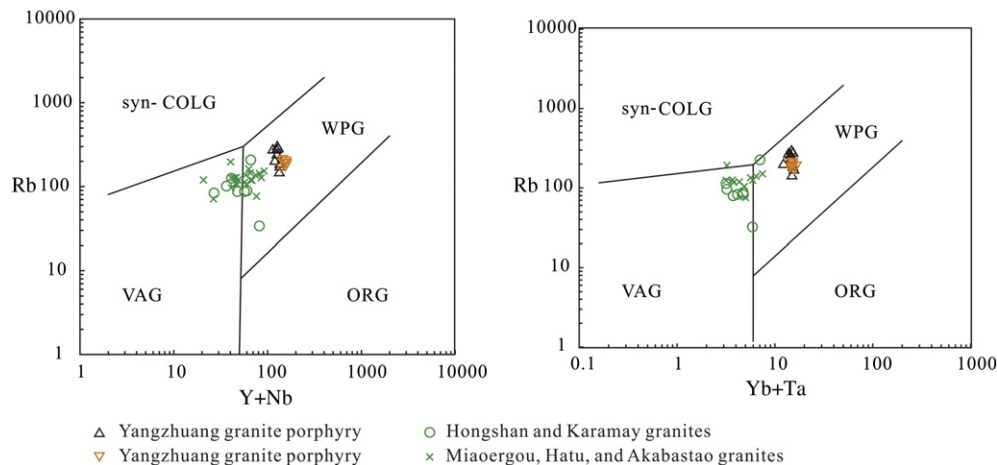 10000
1000
100
10
1
Rb
syn- COLG
WPG
VAG
ORG
1 10 100 1000 10000
Y+Nb
10000
1000
100
10
1
Rb
syn-COLG
WPG
VAG
ORG
0.1 1 10 100 1000
Yb+Ta
Yangzhuang granite porphyry
Hongshan and Karamay granites
Yangzhuang granite porphyry
Miaoergou, Hatu, and Akabastao granites